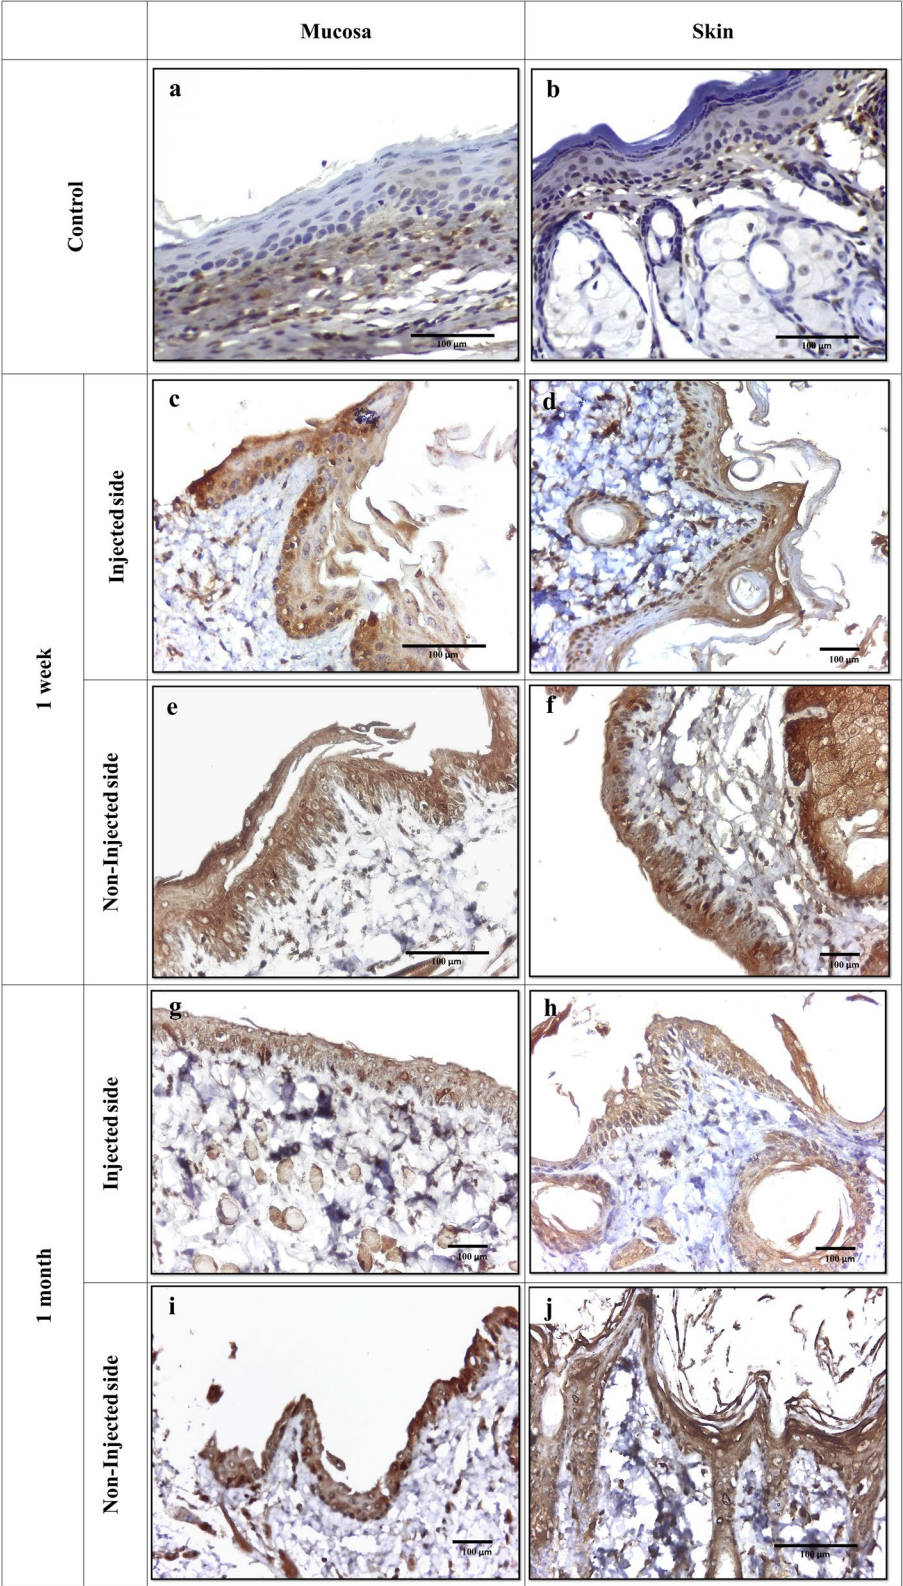 Mucosa
Skin
Control
a
100 µm
b
100 µm
1 week
Injected side
c
100 µm
d
100 µm
Non-Injected side
e
100 µm
f
100 µm
1 month
Injected side
g
100 µm
h
100 µm
Non-Injected side
i
100 µm
j
100 µm